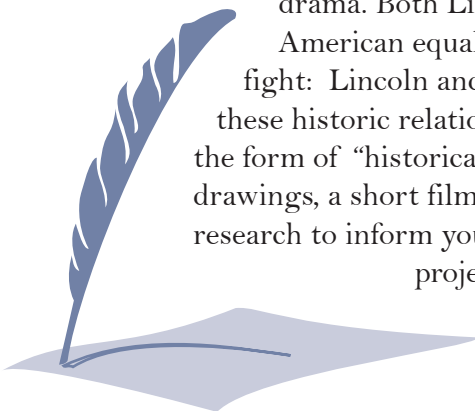 drama. Both Li
American equal
fight: Lincoln and
these historic relatio
the form of “historica
drawings, a short film
research to inform you
proje